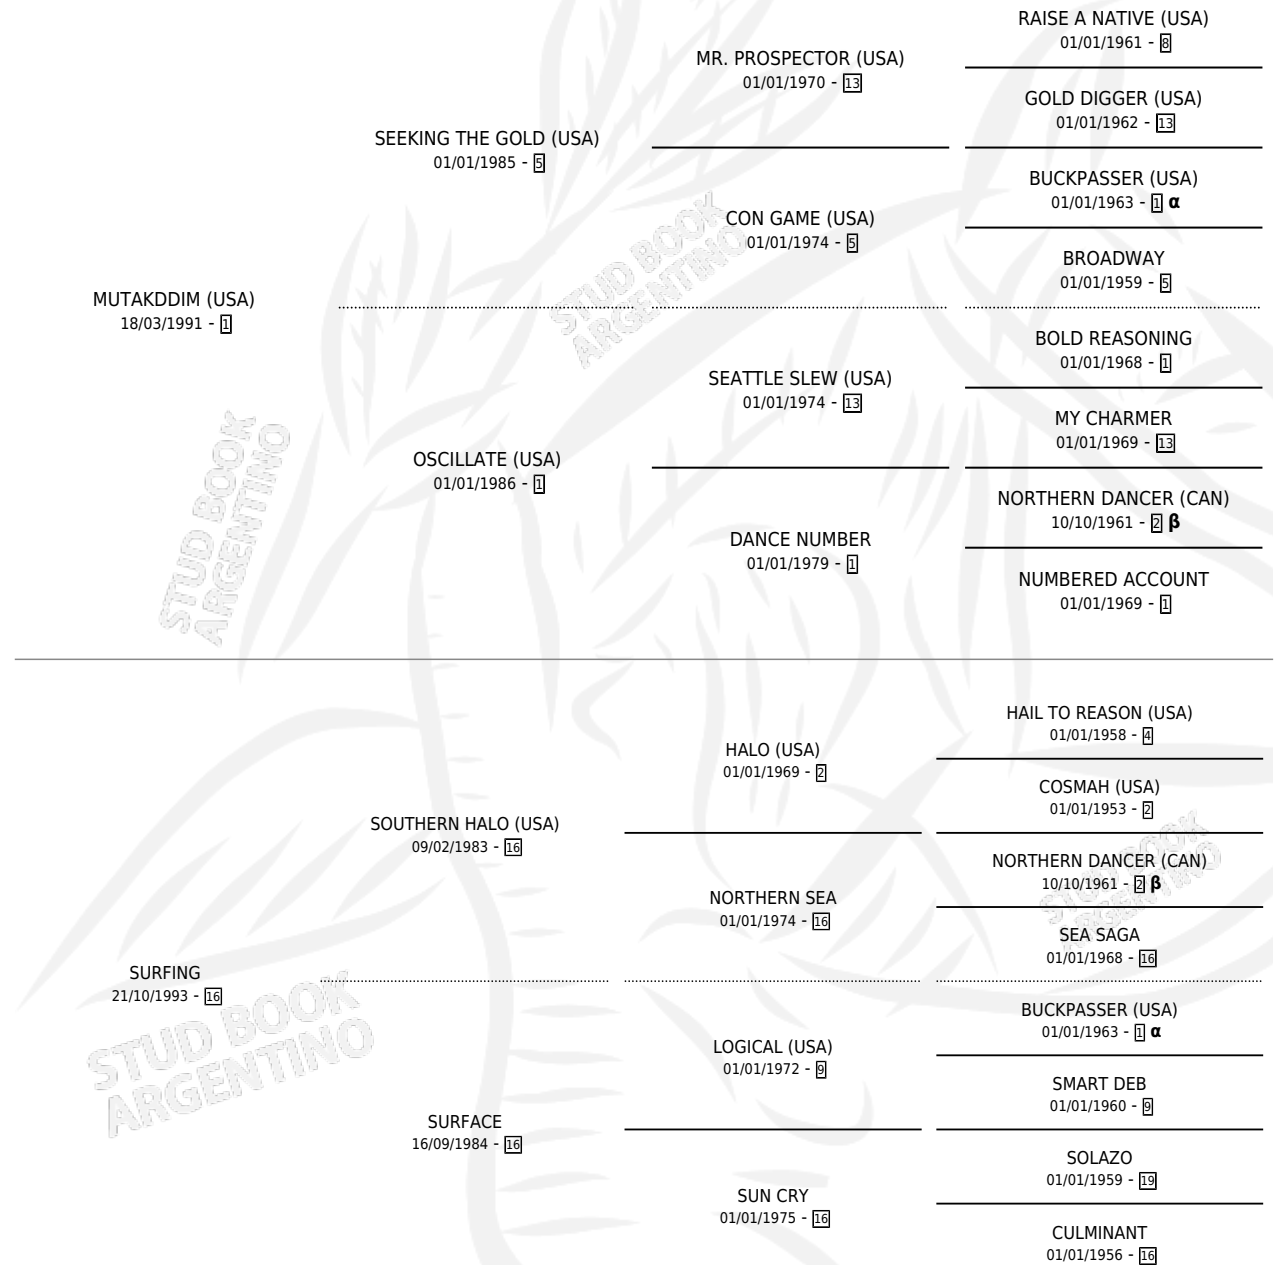 RAISE A NATIVE (USA)
01/01/1961 - 8
MR. PROSPECTOR (USA)
01/01/1970 - 13
GOLD DIGGER (USA)
01/01/1962 - 13
SEEKING THE GOLD (USA)
01/01/1985 - 5
BUCKPASSER (USA)
01/01/1963 - 1 α
CON GAME (USA)
01/01/1974 - 5
BROADWAY
01/01/1959 - 5
MUTAKDDIM (USA)
18/03/1991 - 1
BOLD REASONING
01/01/1968 - 1
SEATTLE SLEW (USA)
01/01/1974 - 13
MY CHARMER
01/01/1969 - 13
OSCILLATE (USA)
01/01/1986 - 1
NORTHERN DANCER (CAN)
10/10/1961 - 2 β
DANCE NUMBER
01/01/1979 - 1
NUMBERED ACCOUNT
01/01/1969 - 1
HAIL TO REASON (USA)
01/01/1958 - 4
HALO (USA)
01/01/1969 - 2
COSMAH (USA)
01/01/1953 - 2
SOUTHERN HALO (USA)
09/02/1983 - 16
NORTHERN DANCER (CAN)
10/10/1961 - 2 β
NORTHERN SEA
01/01/1974 - 16
SEA SAGA
01/01/1968 - 16
SURFING
21/10/1993 - 16
BUCKPASSER (USA)
01/01/1963 - 1 α
LOGICAL (USA)
01/01/1972 - 9
SMART DEB
01/01/1960 - 9
SURFACE
16/09/1984 - 16
SOLAZO
01/01/1959 - 19
SUN CRY
01/01/1975 - 16
CULMINANT
01/01/1956 - 16
STUD BOOK
ARGENTINO
STUD BOOK
ARGENTINO
STUD BOOK
ARGENTINO
STUD BOOK
ARGENTINO